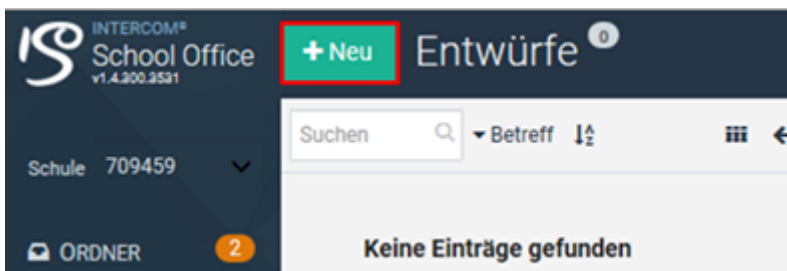 INTERCOM®
School Office
v1.4.300.3531
+ Neu
Entwürfe 0
Suchen
Betreff
Schule 709459
ORDNER 2
Keine Einträge gefunden